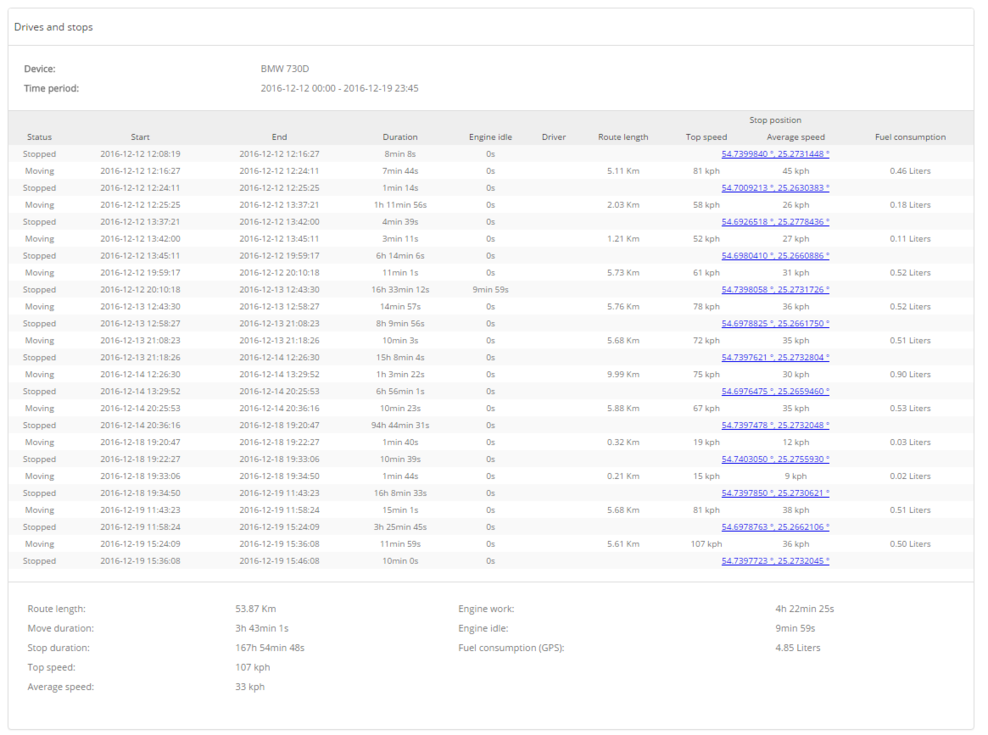 Drives and stops
Device: BMW 730D
Time period: 2016-12-12 00:00 - 2016-12-19 23:45
Stop position
Status Start End Duration Engine idle Driver Route length Top speed Average speed Fuel consumption
Stopped 2016-12-12 12:08:19 2016-12-12 12:16:27 8min 8s 0s 54.7399840 °, 25.2731448 °
Moving 2016-12-12 12:16:27 2016-12-12 12:24:11 7min 44s 0s 5.11 Km 81 kph 45 kph 0.46 Liters
Stopped 2016-12-12 12:24:11 2016-12-12 12:25:25 1min 14s 0s 54.7009213 °, 25.2630383 °
Moving 2016-12-12 12:25:25 2016-12-12 13:37:21 1h 11min 56s 0s 2.03 Km 58 kph 26 kph 0.18 Liters
Stopped 2016-12-12 13:37:21 2016-12-12 13:42:00 4min 39s 0s 54.6926518 °, 25.2778436 °
Moving 2016-12-12 13:42:00 2016-12-12 13:45:11 3min 11s 0s 1.21 Km 52 kph 27 kph 0.11 Liters
Stopped 2016-12-12 13:45:11 2016-12-12 19:59:17 6h 14min 6s 0s 54.6980410 °, 25.2660886 °
Moving 2016-12-12 19:59:17 2016-12-12 20:10:18 11min 1s 0s 5.73 Km 61 kph 31 kph 0.52 Liters
Stopped 2016-12-12 20:10:18 2016-12-13 12:43:30 16h 33min 12s 9min 59s 54.7398058 °, 25.2731726 °
Moving 2016-12-13 12:43:30 2016-12-13 12:58:27 14min 57s 0s 5.76 Km 78 kph 36 kph 0.52 Liters
Stopped 2016-12-13 12:58:27 2016-12-13 21:08:23 8h 9min 56s 0s 54.6978825 °, 25.2661750 °
Moving 2016-12-13 21:08:23 2016-12-13 21:18:26 10min 3s 0s 5.68 Km 72 kph 35 kph 0.51 Liters
Stopped 2016-12-13 21:18:26 2016-12-14 12:26:30 15h 8min 4s 0s 54.7397621 °, 25.2732804 °
Moving 2016-12-14 12:26:30 2016-12-14 13:29:52 1h 3min 22s 0s 9.99 Km 75 kph 30 kph 0.90 Liters
Stopped 2016-12-14 13:29:52 2016-12-14 20:25:53 6h 56min 1s 0s 54.6976475 °, 25.2659460 °
Moving 2016-12-14 20:25:53 2016-12-14 20:36:16 10min 23s 0s 5.88 Km 67 kph 35 kph 0.53 Liters
Stopped 2016-12-14 20:36:16 2016-12-18 19:20:47 94h 44min 31s 0s 54.7397478 °, 25.2732048 °
Moving 2016-12-18 19:20:47 2016-12-18 19:22:27 1min 40s 0s 0.32 Km 19 kph 12 kph 0.03 Liters
Stopped 2016-12-18 19:22:27 2016-12-18 19:33:06 10min 39s 0s 54.7403050 °, 25.2755930 °
Moving 2016-12-18 19:33:06 2016-12-18 19:34:50 1min 44s 0s 0.21 Km 15 kph 9 kph 0.02 Liters
Stopped 2016-12-18 19:34:50 2016-12-19 11:43:23 16h 8min 33s 0s 54.7397850 °, 25.2730621 °
Moving 2016-12-19 11:43:23 2016-12-19 11:58:24 15min 1s 0s 5.68 Km 81 kph 38 kph 0.51 Liters
Stopped 2016-12-19 11:58:24 2016-12-19 15:24:09 3h 25min 45s 0s 54.6978763 °, 25.2662106 °
Moving 2016-12-19 15:24:09 2016-12-19 15:36:08 11min 59s 0s 5.61 Km 107 kph 36 kph 0.50 Liters
Stopped 2016-12-19 15:36:08 2016-12-19 15:46:08 10min 0s 0s 54.7397723 °, 25.2732045 °
Route length: 53.87 Km Engine work: 4h 22min 25s
Move duration: 3h 43min 1s Engine idle: 9min 59s
Stop duration: 167h 54min 48s Fuel consumption (GPS): 4.85 Liters
Top speed: 107 kph
Average speed: 33 kph